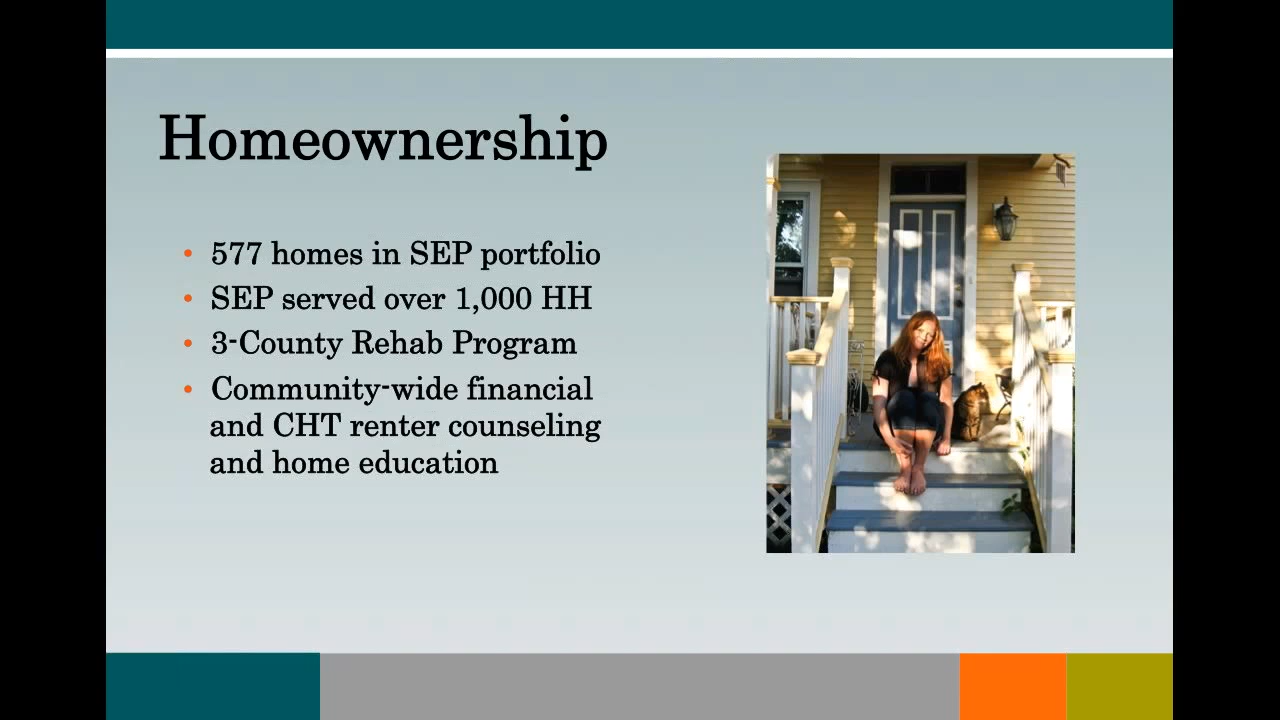 Homeownership
• 577 homes in SEP portfolio
• SEP served over 1,000 HH
• 3-County Rehab Program
• Community-wide financial
and CHT renter counseling
and home education